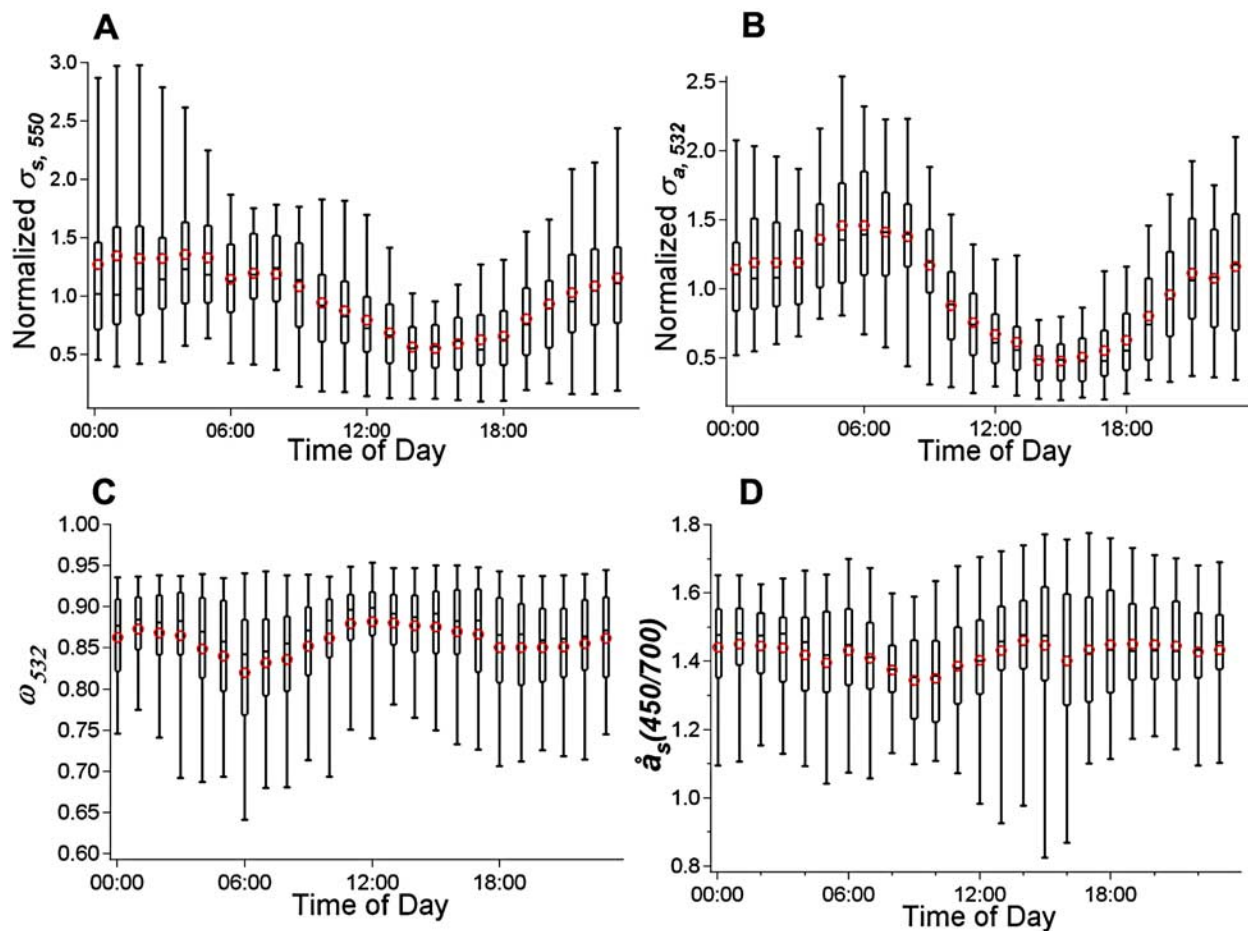 A
3.0
2.5
2.0
1.5
1.0
0.5
Normalized σs, 550
00:00 06:00 12:00 18:00
Time of Day
B
2.5
2.0
1.5
1.0
0.5
Normalized σa, 532
00:00 06:00 12:00 18:00
Time of Day
C
1.00
0.95
0.90
0.85
0.80
0.75
0.70
0.65
0.60
ω532
00:00 06:00 12:00 18:00
Time of Day
D
1.8
1.6
1.4
1.2
1.0
0.8
ås(450/700)
00:00 06:00 12:00 18:00
Time of Day